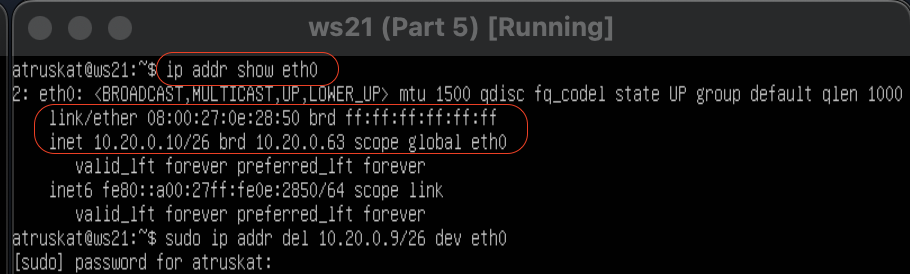 ws21 (Part 5) [Running]
atruskat@ws21:~$ ip addr show eth0
2: eth0: <BROADCAST,MULTICAST,UP,LOWER_UP> mtu 1500 qdisc fq_codel state UP group default qlen 1000
link/ether 08:00:27:0e:28:50 brd ff:ff:ff:ff:ff:ff
inet 10.20.0.10/26 brd 10.20.0.63 scope global eth0
valid_lft forever preferred_lft forever
inet6 fe80::a00:27ff:fe0e:2850/64 scope link
valid_lft forever preferred_lft forever
atruskat@ws21:~$ sudo ip addr del 10.20.0.9/26 dev eth0
[sudo] password for atruskat: